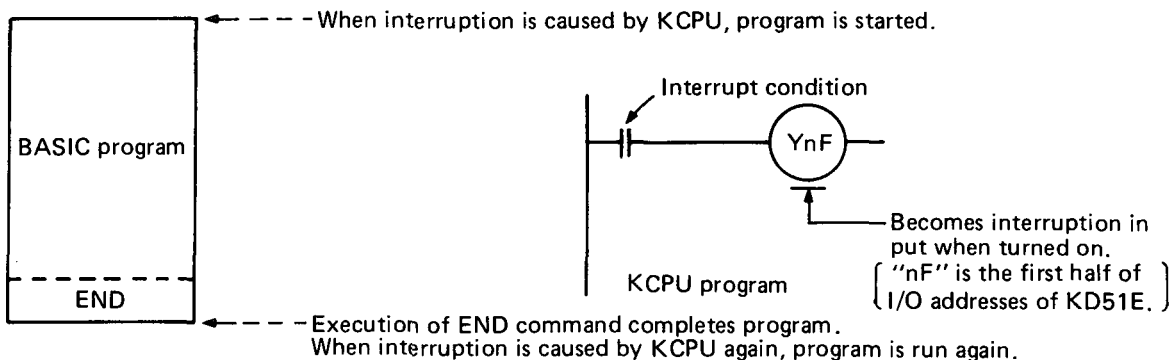 When interruption is caused by KCPU, program is started.
Interrupt condition
BASIC program
YnF
Becomes interruption in
put when turned on.
"nF" is the first half of
I/O addresses of KD51E.
KCPU program
END
Execution of END command completes program.
When interruption is caused by KCPU again, program is run again.